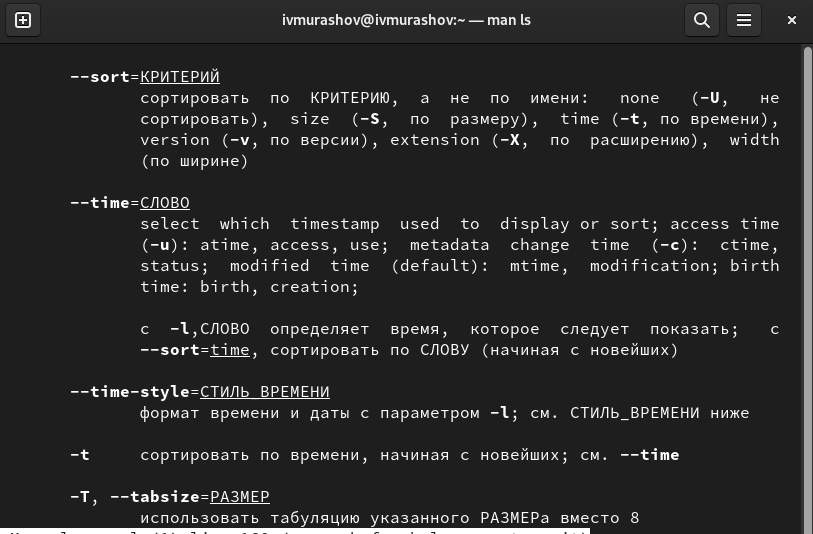 ivmurashov@ivmurashov:~ — man ls
--sort=КРИТЕРИЙ
сортировать по КРИТЕРИЮ, а не по имени: none (-U, не
сортировать), size (-S, по размеру), time (-t, по времени),
version (-v, по версии), extension (-X, по расширению), width
(по ширине)
--time=СЛОВО
select which timestamp used to display or sort; access time
(-u): atime, access, use; metadata change time (-c): ctime,
status; modified time (default): mtime, modification; birth
time: birth, creation;
с -l,СЛОВО определяет время, которое следует показать; с
--sort=time, сортировать по СЛОВУ (начиная с новейших)
--time-style=СТИЛЬ_ВРЕМЕНИ
формат времени и даты с параметром -l; см. СТИЛЬ_ВРЕМЕНИ ниже
-t сортировать по времени, начиная с новейших; см. --time
-T, --tabsize=РАЗМЕР
использовать табуляцию указанного РАЗМЕРа вместо 8